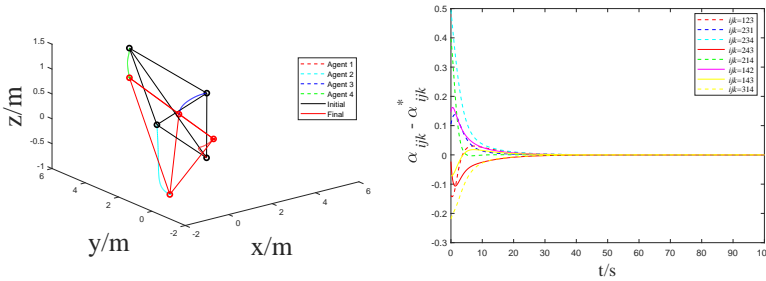 1.5
1
0.5
0
-0.5
-1
z/m
6
4
2
0
-2
y/m
-2
0
2
4
6
x/m
Agent 1
Agent 2
Agent 3
Agent 4
Initial
Final
0.5
0.4
0.3
0.2
0.1
0
-0.1
-0.2
-0.3
α ijk - α* ijk
0
10
20
30
40
50
60
70
80
90
100
t/s
ijk=123
ijk=231
ijk=234
ijk=243
ijk=214
ijk=142
ijk=143
ijk=314